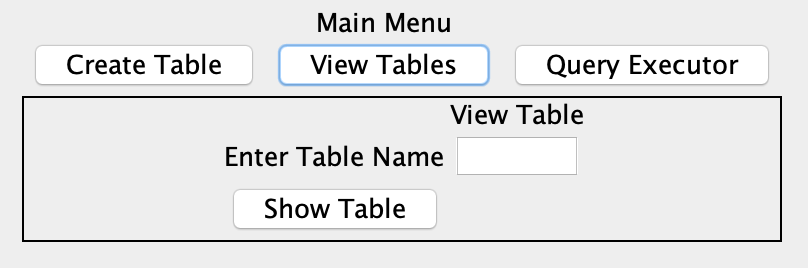 Main Menu
Create Table View Tables Query Executor
View Table
Enter Table Name
Show Table